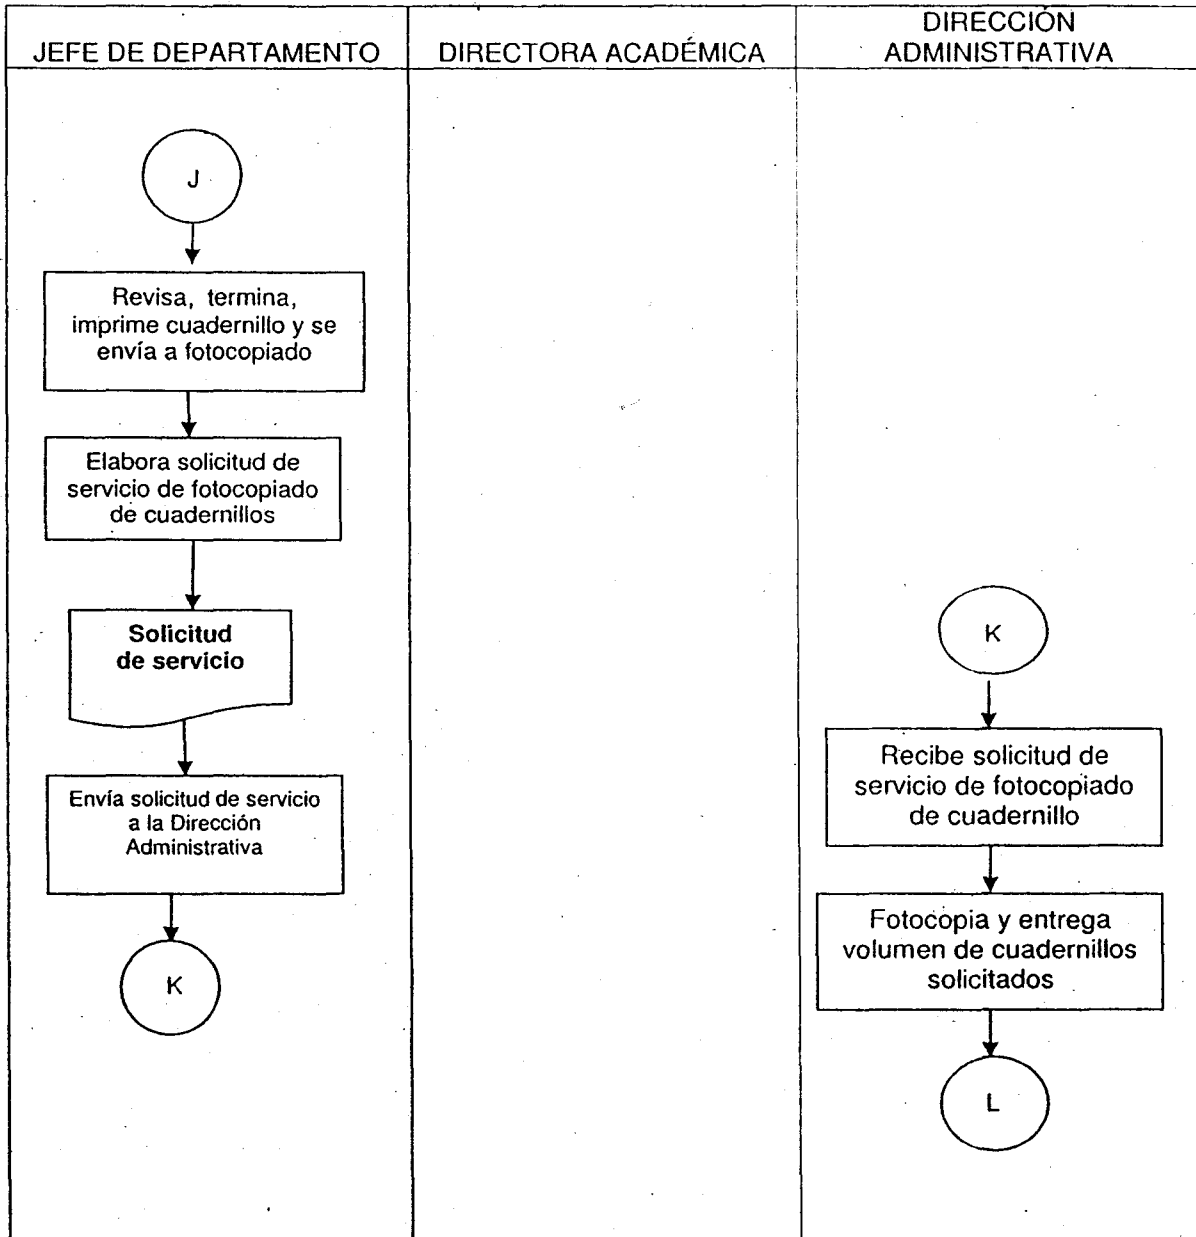 JEFE DE DEPARTAMENTO
DIRECTORA ACADÉMICA
DIRECCIÓN
ADMINISTRATIVA
J
Revisa, termina,
imprime cuadernillo y se
envía a fotocopiado
Elabora solicitud de
servicio de fotocopiado
de cuadernillos
Solicitud
de servicio
Envía solicitud de servicio
a la Dirección
Administrativa
K
K
Recibe solicitud de
servicio de fotocopiado
de cuadernillo
Fotocopia y entrega
volumen de cuadernillos
solicitados
L